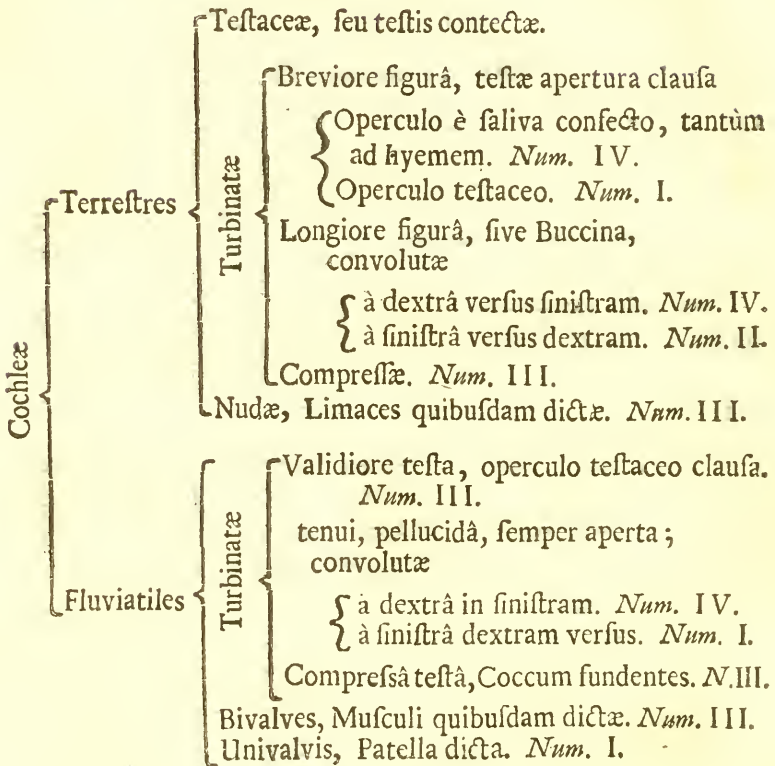 Cochleæ
Terreſtres
Teſtaceæ, ſeu teſtis contectæ.
Turbinatæ
Breviore figurâ, teſtæ apertura clauſa
Operculo è ſaliva confecto, tantùm
ad hyemem. Num. IV.
Operculo teſtaceo. Num. I.
Longiore figurâ, ſive Buccina,
convolutæ
à dextrâ verſus ſiniſtram. Num. IV.
à ſiniſtrâ verſus dextram. Num. II.
Compreſſæ. Num. III.
Nudæ, Limaces quibuſdam dictæ. Num. III.
Fluviatiles
Turbinatæ
Validiore teſta, operculo teſtaceo clauſa.
Num. III.
tenui, pellucidâ, ſemper aperta;
convolutæ
à dextrâ in ſiniſtram. Num. IV.
à ſiniſtrâ dextram verſus. Num. I.
Compreſsâ teſtâ, Coccum fundentes. N.III.
Bivalves, Muſculi quibuſdam dictæ. Num. III.
Univalvis, Patella dicta. Num. I.